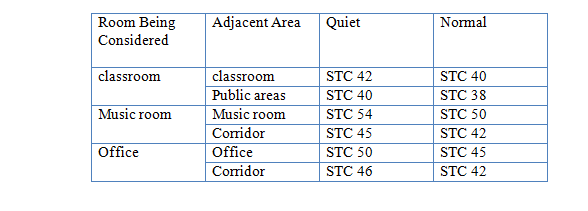 Room Being Considered Adjacent Area Quiet Normal
classroom classroom STC 42 STC 40
Public areas STC 40 STC 38
Music room Music room STC 54 STC 50
Corridor STC 45 STC 42
Office Office STC 50 STC 45
Corridor STC 46 STC 42